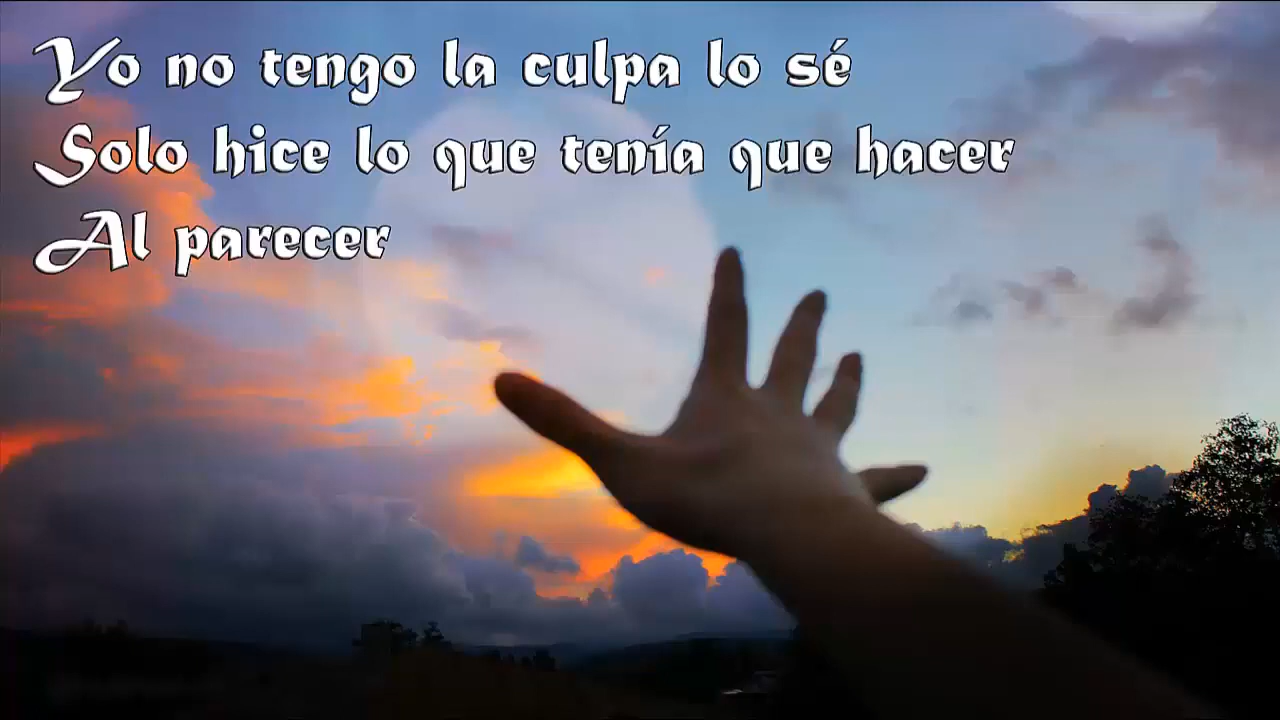 Yo no tengo la culpa lo sé
Solo hice lo que tenía que hacer
Al parecer